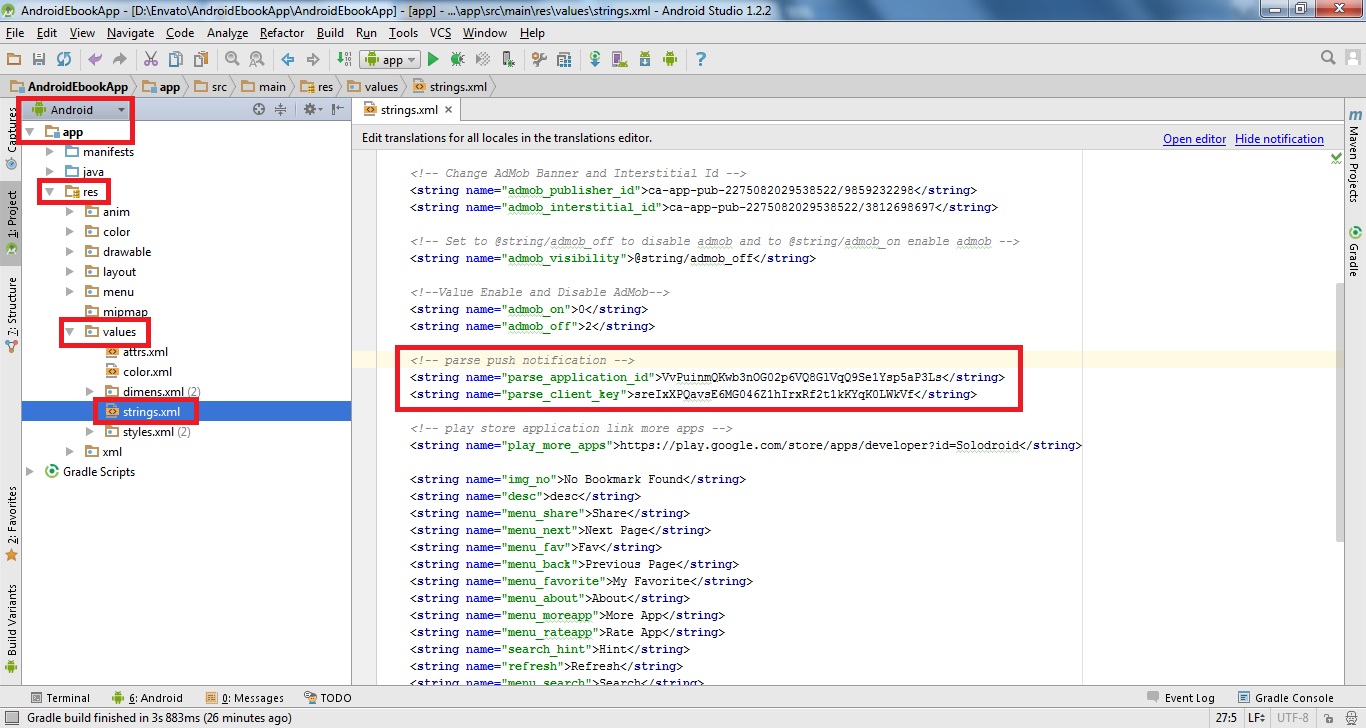 AndroidEbookApp - [D:\Envato\AndroidEbookApp\AndroidEbookApp] - [app] - ...\app\src\main\res\values\strings.xml - Android Studio 1.2.2
File Edit View Navigate Code Analyze Refactor Build Run Tools VCS Window Help
app
AndroidEbookApp app src main res values strings.xml
Captures
1: Project
7: Structure
2: Favorites
Build Variants
Android
app
manifests
java
res
anim
color
drawable
layout
menu
mipmap
values
attrs.xml
color.xml
dimens.xml (2)
strings.xml
styles.xml (2)
xml
Gradle Scripts
strings.xml
Edit translations for all locales in the translations editor.
Open editor Hide notification
<!-- Change AdMob Banner and Interstitial Id -->
<string name="admob_publisher_id">ca-app-pub-2275082029538522/9859232298</string>
<string name="admob_interstitial_id">ca-app-pub-2275082029538522/3812698697</string>
<!-- Set to @string/admob_off to disable admob and to @string/admob_on enable admob -->
<string name="admob_visibility">@string/admob_off</string>
<!--Value Enable and Disable AdMob-->
<string name="admob_on">0</string>
<string name="admob_off">2</string>
<!-- parse push notification -->
<string name="parse_application_id">VvPuinmQKwb3nOG02p6VQ8GlVqQ9Se1Ysp5aP3Ls</string>
<string name="parse_client_key">sreIxXPQavsE6MG046Z1hIrxRf2t1kKYqK0LWkVf</string>
<!-- play store application link more apps -->
<string name="play_more_apps">https://play.google.com/store/apps/developer?id=Solodroid</string>
<string name="img_no">No Bookmark Found</string>
<string name="desc">desc</string>
<string name="menu_share">Share</string>
<string name="menu_next">Next Page</string>
<string name="menu_fav">Fav</string>
<string name="menu_back">Previous Page</string>
<string name="menu_favorite">My Favorite</string>
<string name="menu_about">About</string>
<string name="menu_moreapp">More App</string>
<string name="menu_rateapp">Rate App</string>
<string name="search_hint">Hint</string>
<string name="refresh">Refresh</string>
<string name="menu_search">Search</string>
m Maven Projects
Gradle
Terminal 6: Android 0: Messages TODO Event Log Gradle Console
Gradle build finished in 3s 883ms (26 minutes ago) 27:5 LF UTF-8